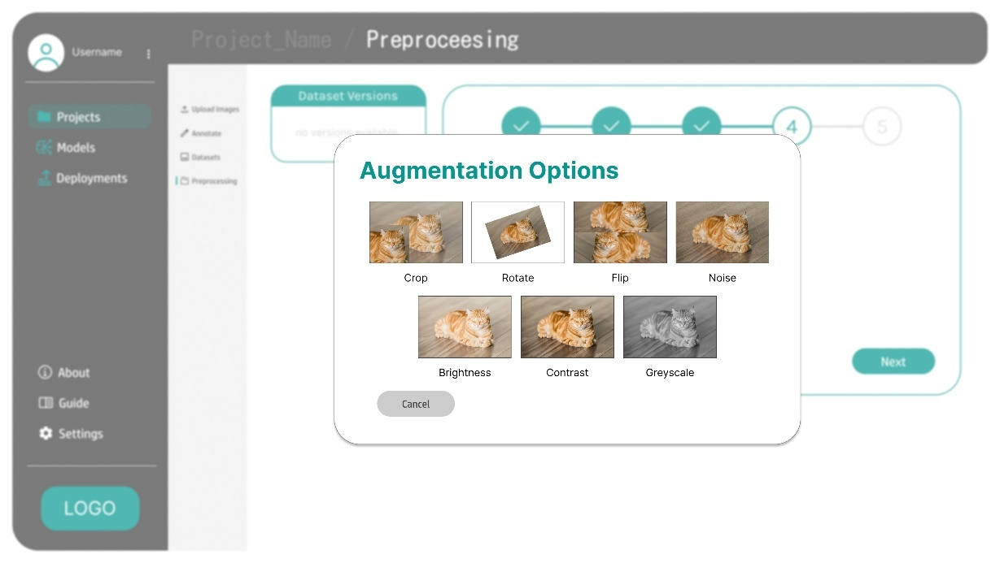 Project_Name / Preproceesing
Username
Projects
Models
Deployments
About
Guide
Settings
LOGO
Upload Images
Annotate
Datasets
Preprocessing
Dataset Versions
no versions available
4
5
Augmentation Options
Crop
Rotate
Flip
Noise
Brightness
Contrast
Greyscale
Cancel
Next